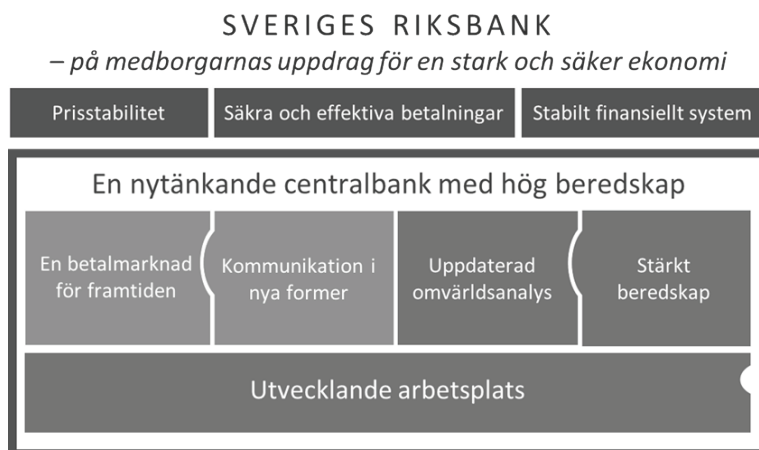 SVERIGES RIKSBANK
– på medborgarnas uppdrag för en stark och säker ekonomi
Prisstabilitet
Säkra och effektiva betalningar
Stabilt finansiellt system
En nytänkande centralbank med hög beredskap
En betalmarknad
för framtiden
Kommunikation i
nya former
Uppdaterad
omvärldsanalys
Stärkt
beredskap
Utvecklande arbetsplats